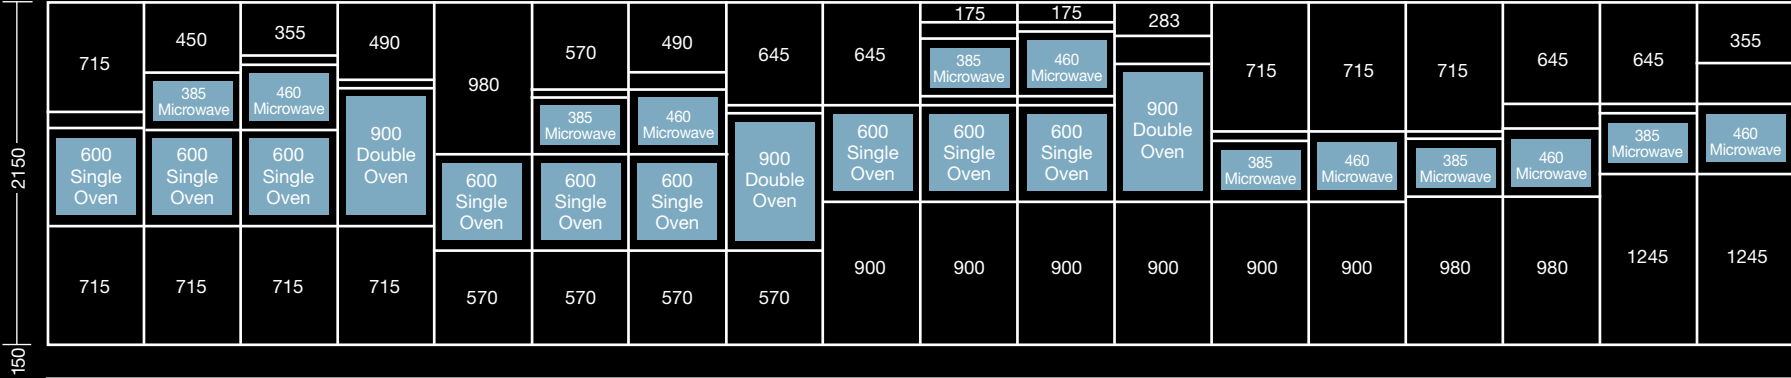 2150
150
715
600
Single
Oven
715
450
385
Microwave
600
Single
Oven
715
355
460
Microwave
600
Single
Oven
715
490
900
Double
Oven
715
980
600
Single
Oven
570
570
385
Microwave
600
Single
Oven
570
490
460
Microwave
600
Single
Oven
570
645
900
Double
Oven
570
645
600
Single
Oven
900
175
385
Microwave
600
Single
Oven
900
175
460
Microwave
600
Single
Oven
900
283
900
Double
Oven
900
715
385
Microwave
900
715
460
Microwave
900
715
385
Microwave
980
645
460
Microwave
980
645
385
Microwave
1245
355
460
Microwave
1245